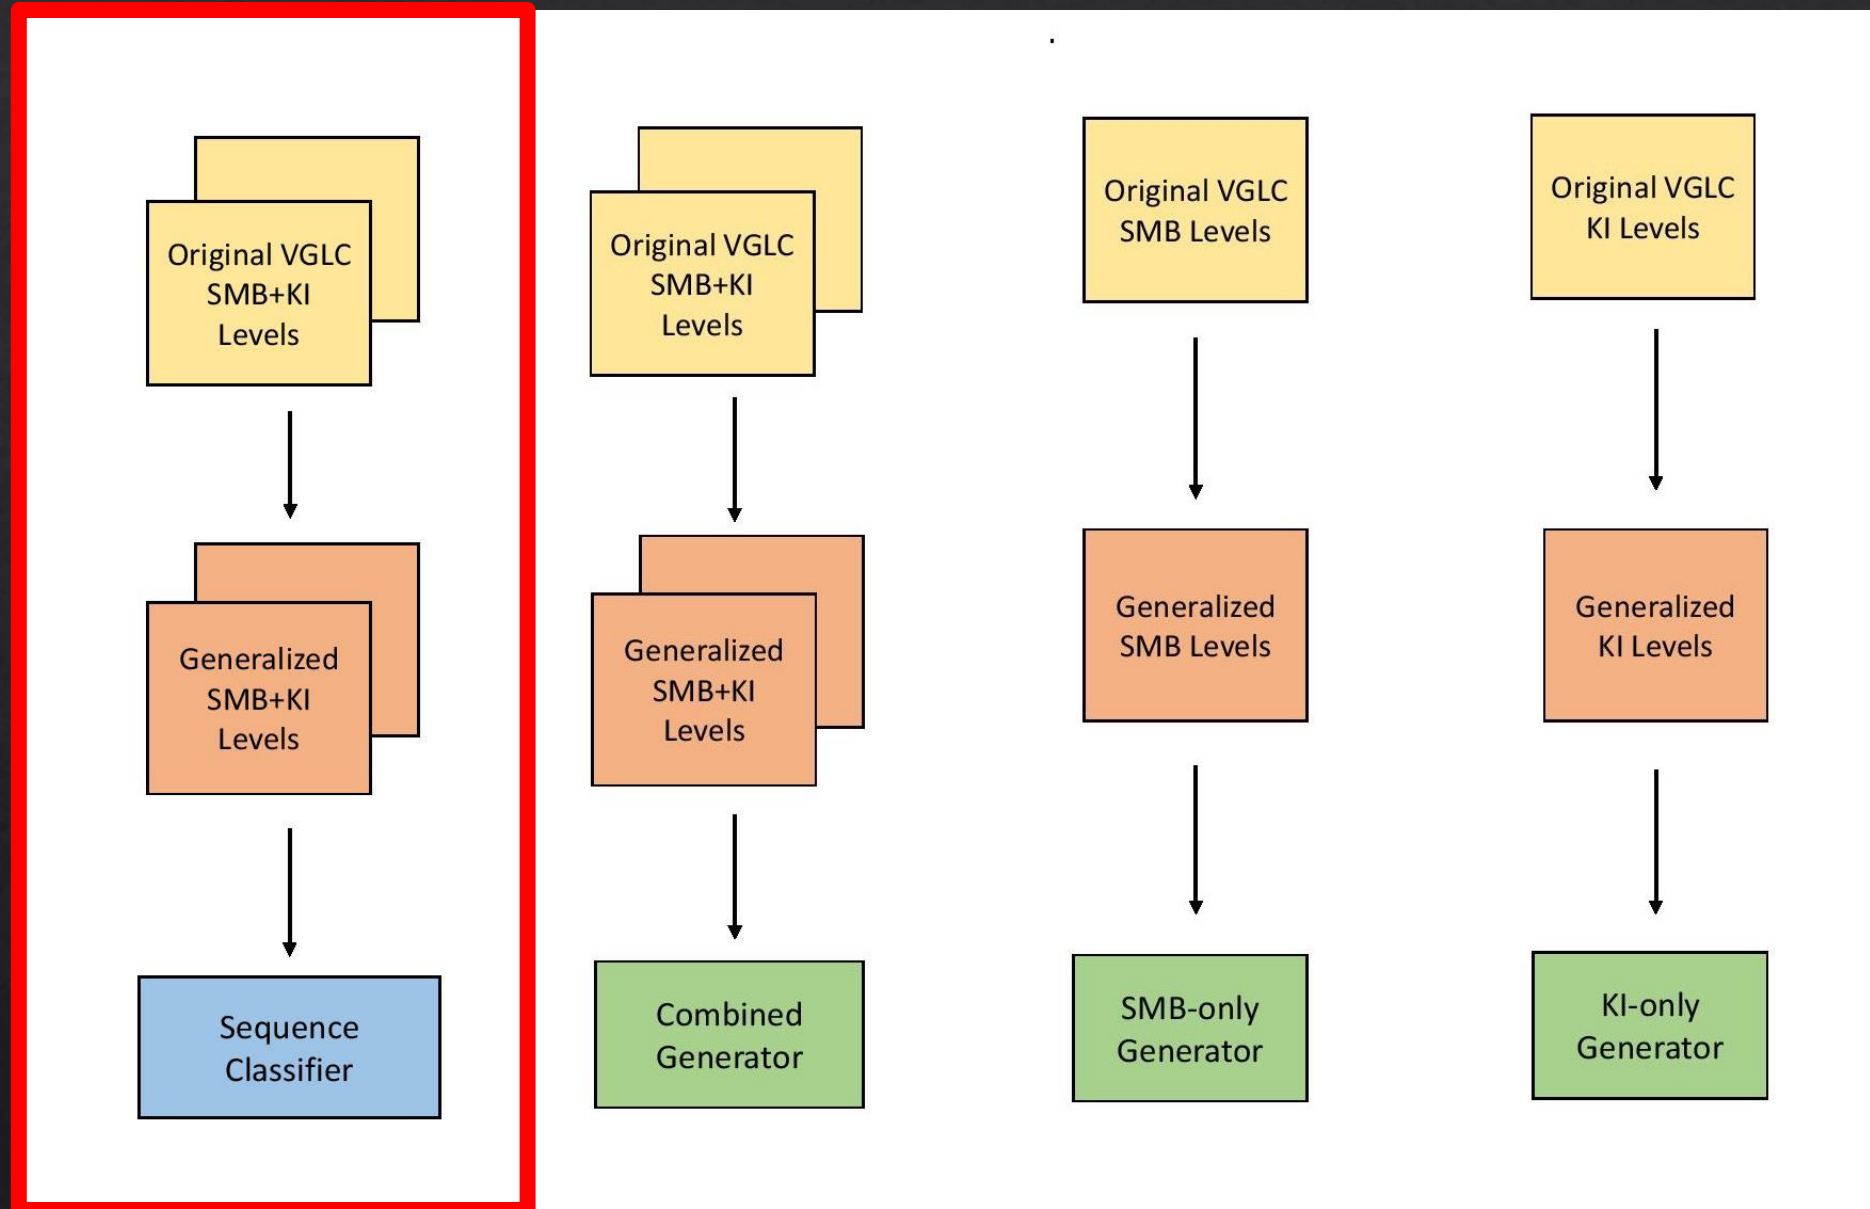 Original VGLC
SMB+KI
Levels
Generalized
SMB+KI
Levels
Sequence
Classifier
Original VGLC
SMB+KI
Levels
Generalized
SMB+KI
Levels
Combined
Generator
Original VGLC
SMB Levels
Generalized
SMB Levels
SMB-only
Generator
Original VGLC
KI Levels
Generalized
KI Levels
KI-only
Generator